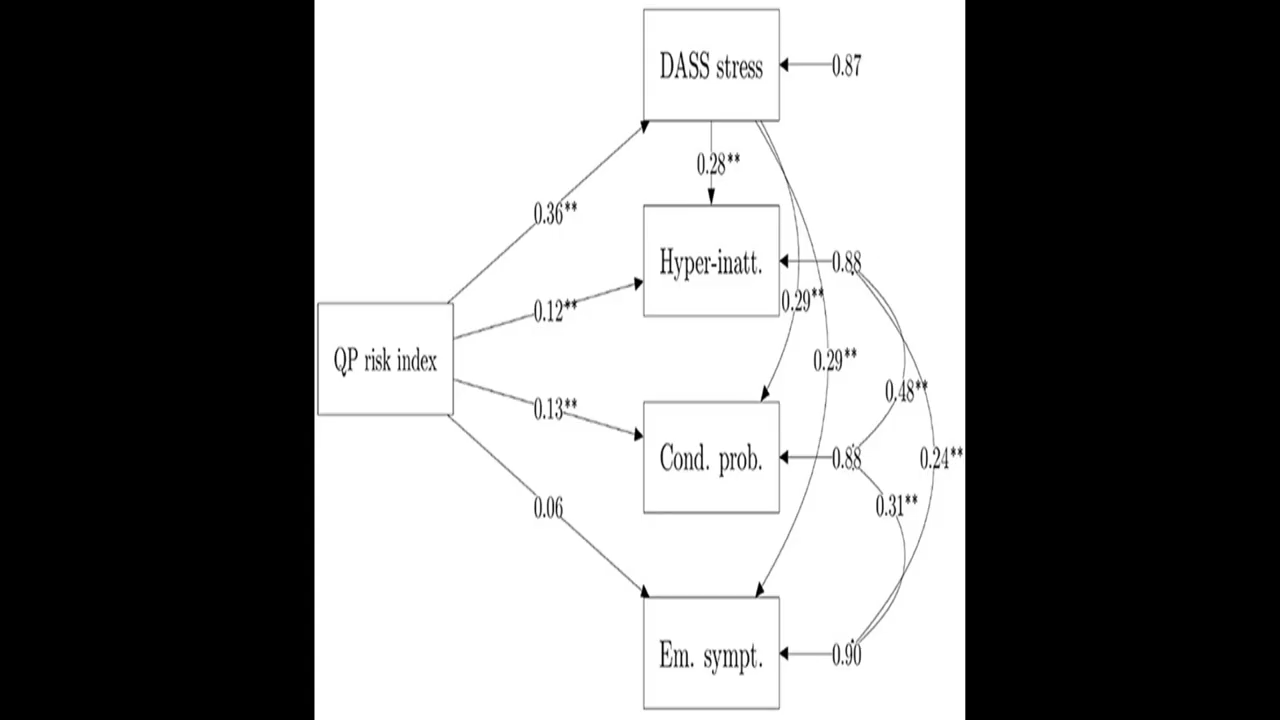 DASS stress
0.87
0.28**
0.36**
Hyper-inatt.
0.88
0.29**
0.12**
QP risk index
0.29**
0.48**
0.13**
Cond. prob.
0.88
0.24**
0.31**
0.06
Em. sympt.
0.90